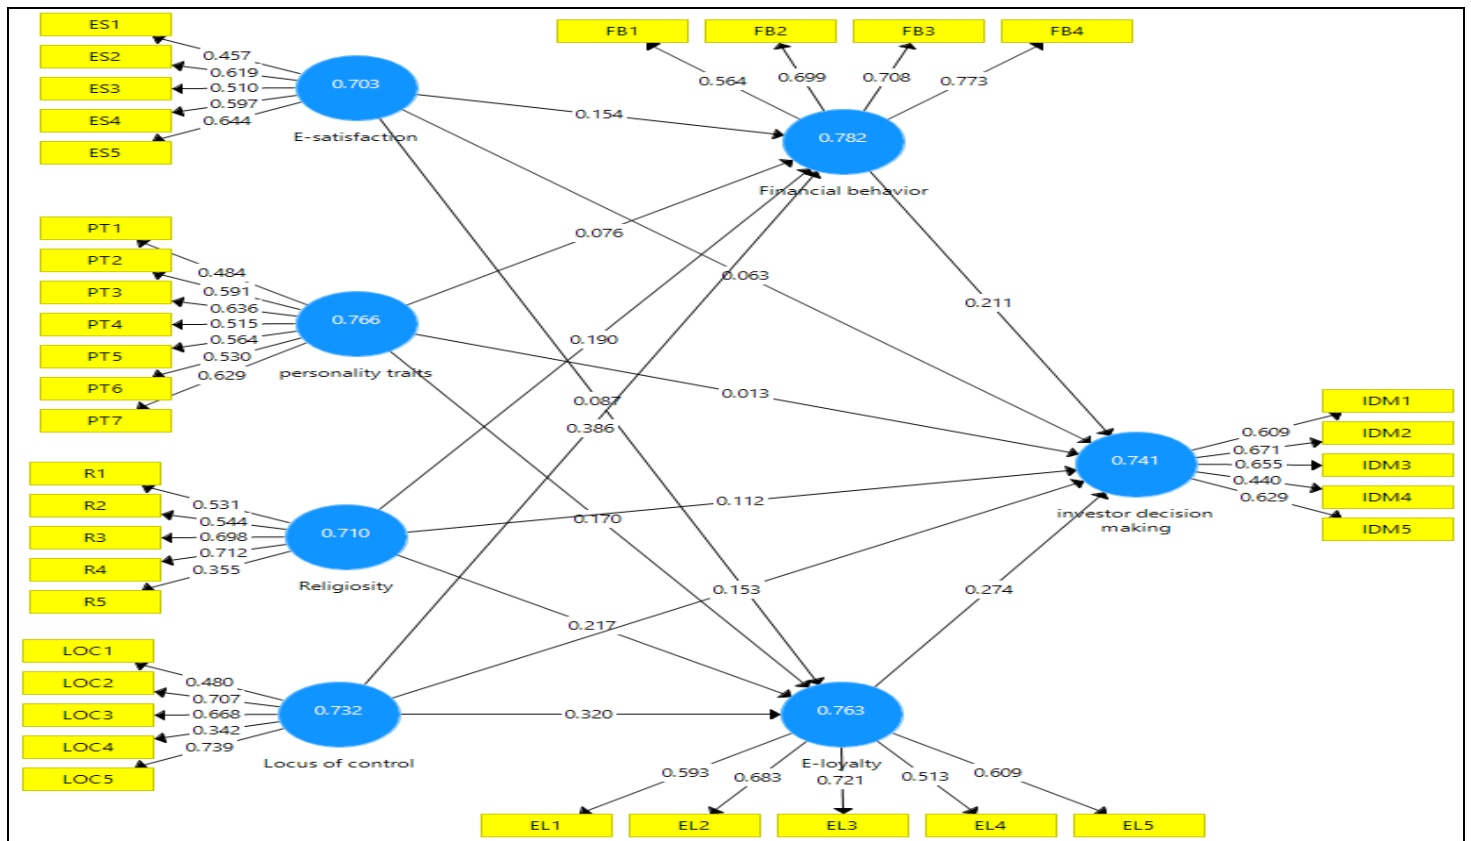 ES1
ES2
ES3
ES4
ES5
0.457
0.619
0.510
0.597
0.644
0.703
E-satisfaction
FB1
FB2
FB3
FB4
0.564
0.699
0.708
0.773
0.782
Financial behavior
0.154
PT1
PT2
PT3
PT4
PT5
PT6
PT7
0.484
0.591
0.636
0.515
0.564
0.530
0.629
0.766
personality traits
0.076
0.063
0.211
0.190
0.013
0.087
0.386
R1
R2
R3
R4
R5
0.531
0.544
0.698
0.712
0.355
0.710
Religiosity
0.112
0.170
0.741
investor decision
making
0.609
0.671
0.655
0.440
0.629
IDM1
IDM2
IDM3
IDM4
IDM5
0.153
0.274
0.217
LOC1
LOC2
LOC3
LOC4
LOC5
0.480
0.707
0.668
0.342
0.739
0.732
Locus of control
0.320
0.763
E-loyalty
0.593
0.683
0.721
0.513
0.609
EL1
EL2
EL3
EL4
EL5